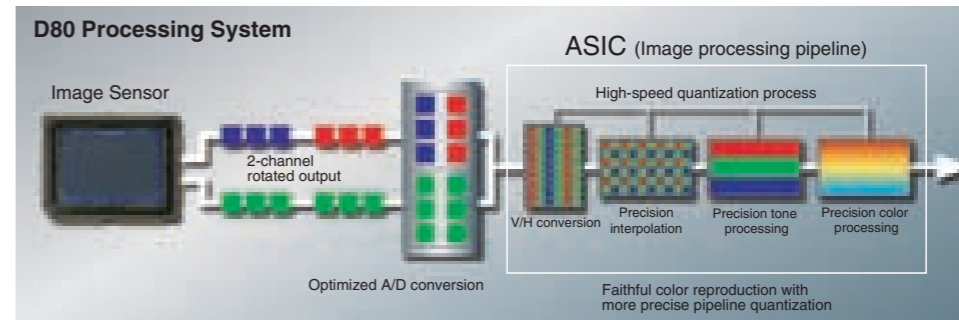 D80 Processing System
ASIC (Image processing pipeline)
Image Sensor
High-speed quantization process
2-channel
rotated output
V/H conversion
Precision
interpolation
Precision tone
processing
Precision color
processing
Optimized A/D conversion
Faithful color reproduction with
more precise pipeline quantization